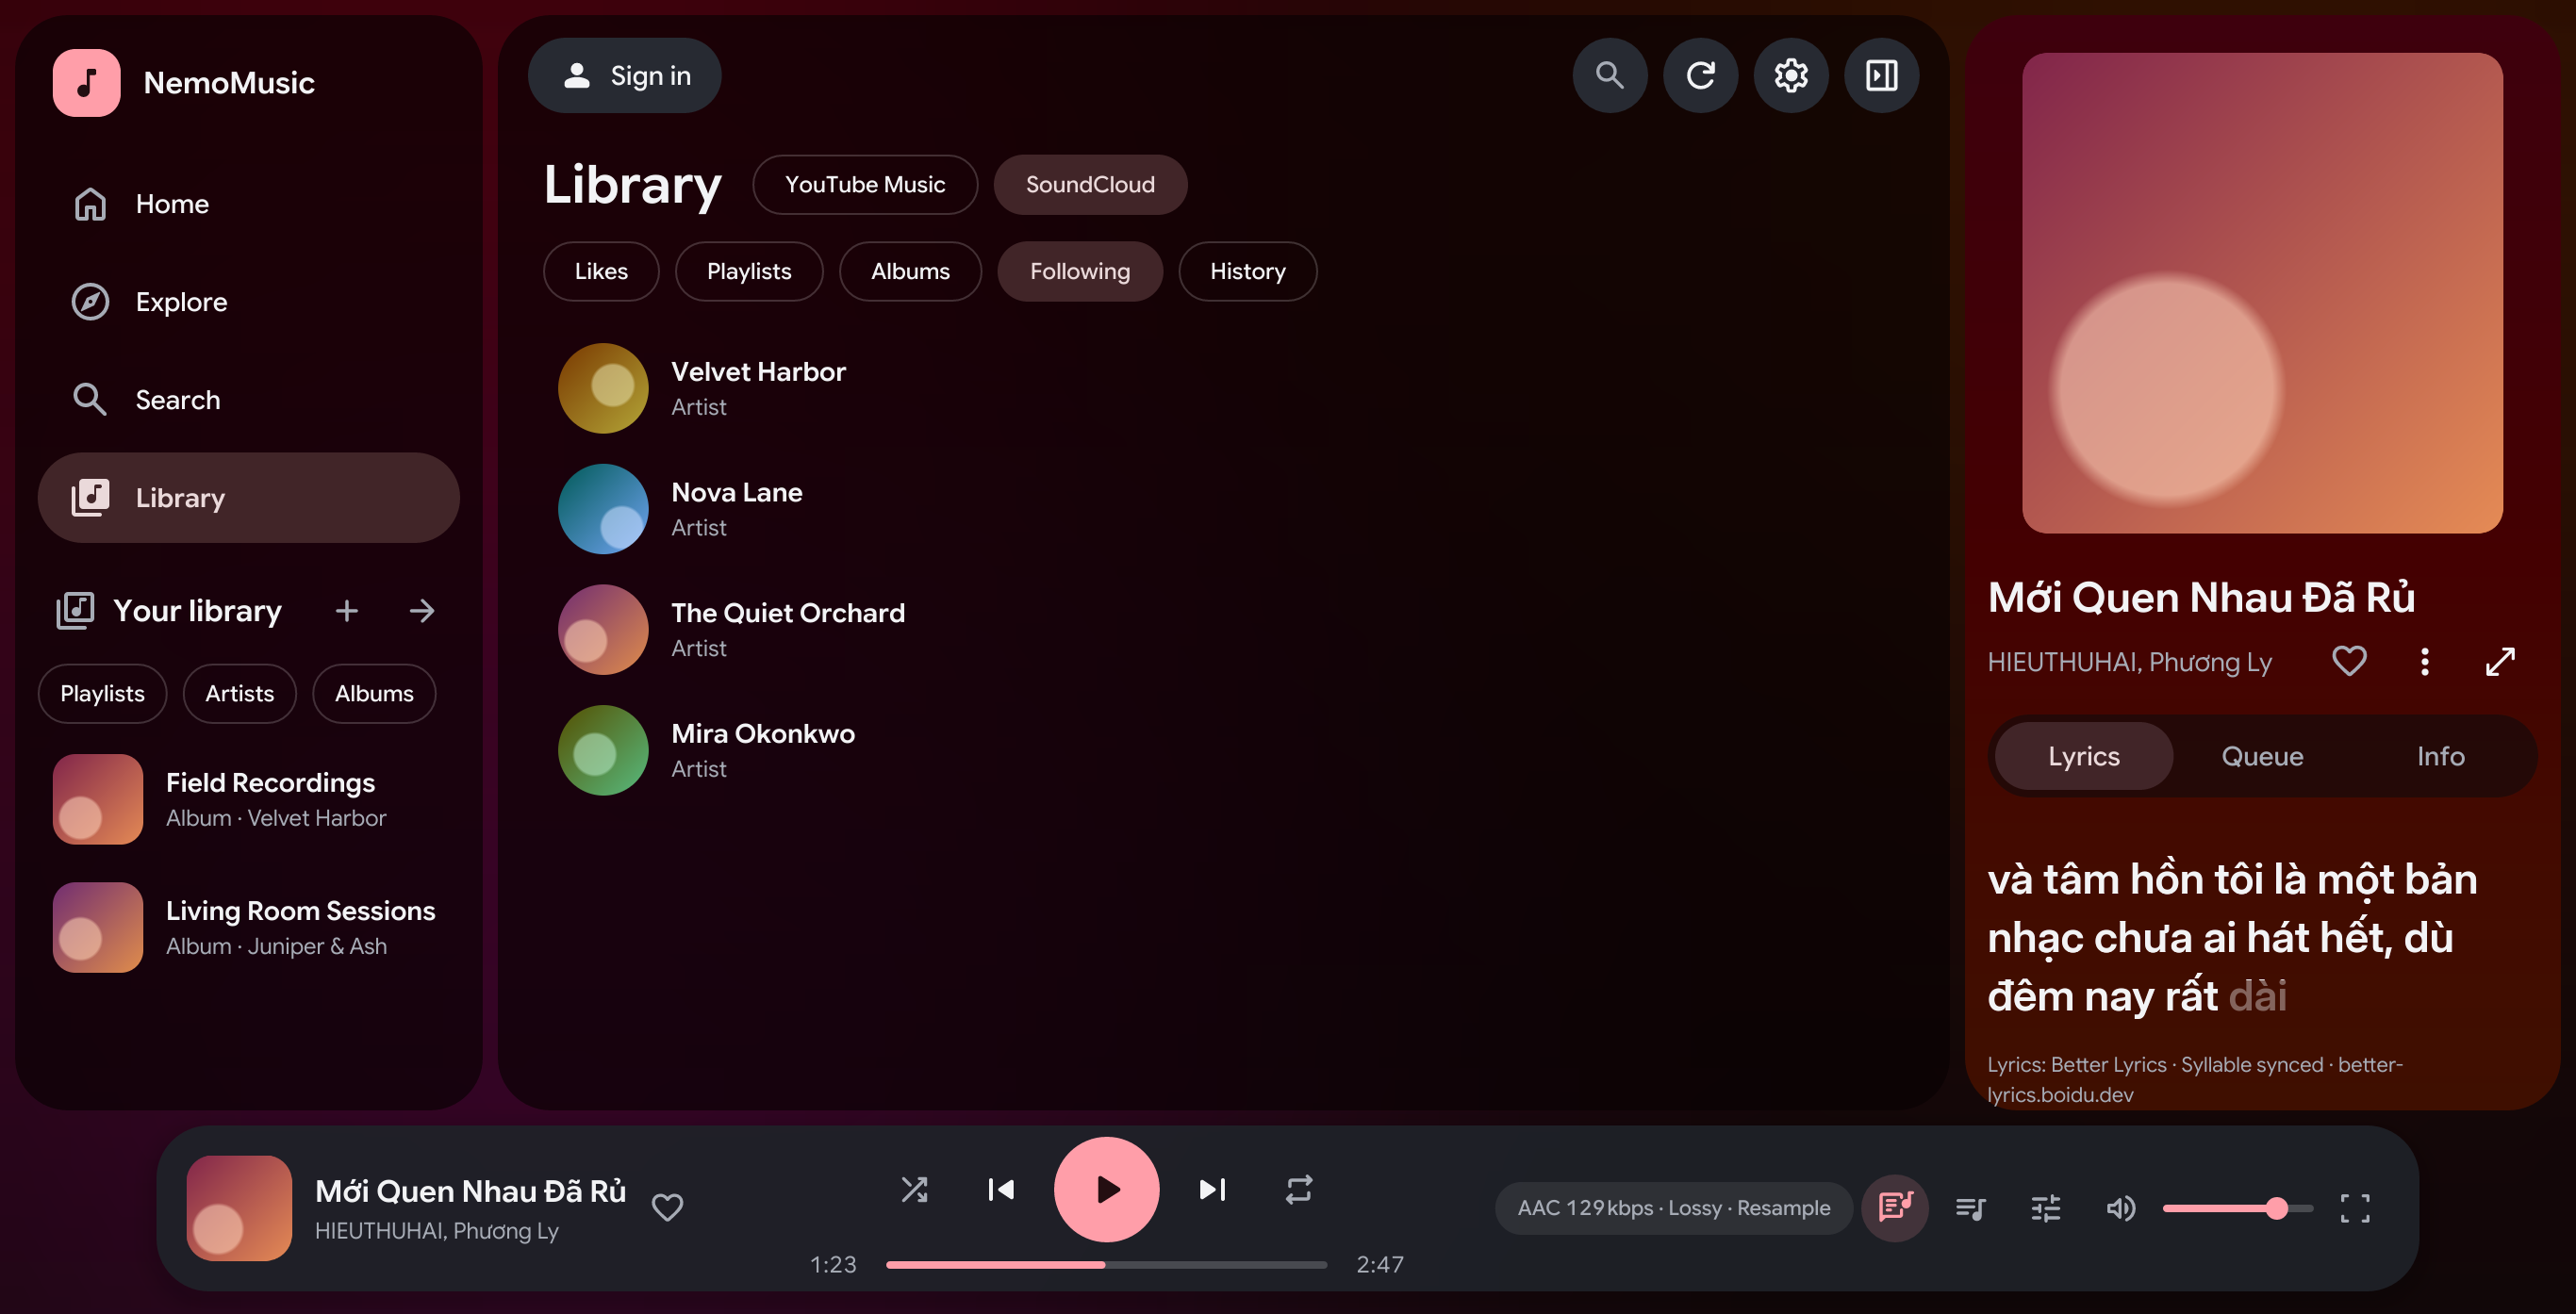 NemoMusic
Home
Explore
Search
Library
Your library
Playlists
Artists
Albums
Field Recordings
Album · Velvet Harbor
Living Room Sessions
Album · Juniper & Ash
Sign in
Library
YouTube Music
SoundCloud
Likes
Playlists
Albums
Following
History
Velvet Harbor
Artist
Nova Lane
Artist
The Quiet Orchard
Artist
Mira Okonkwo
Artist
Mới Quen Nhau Đã Rủ
HIEUTHUHAI, Phương Ly
Lyrics
Queue
Info
và tâm hồn tôi là một bản
nhạc chưa ai hát hết, dù
đêm nay rất dài
Lyrics: Better Lyrics · Syllable synced · better-
lyrics.boidu.dev
Mới Quen Nhau Đã Rủ
HIEUTHUHAI, Phương Ly
1:23
2:47
AAC 129 kbps · Lossy · Resample